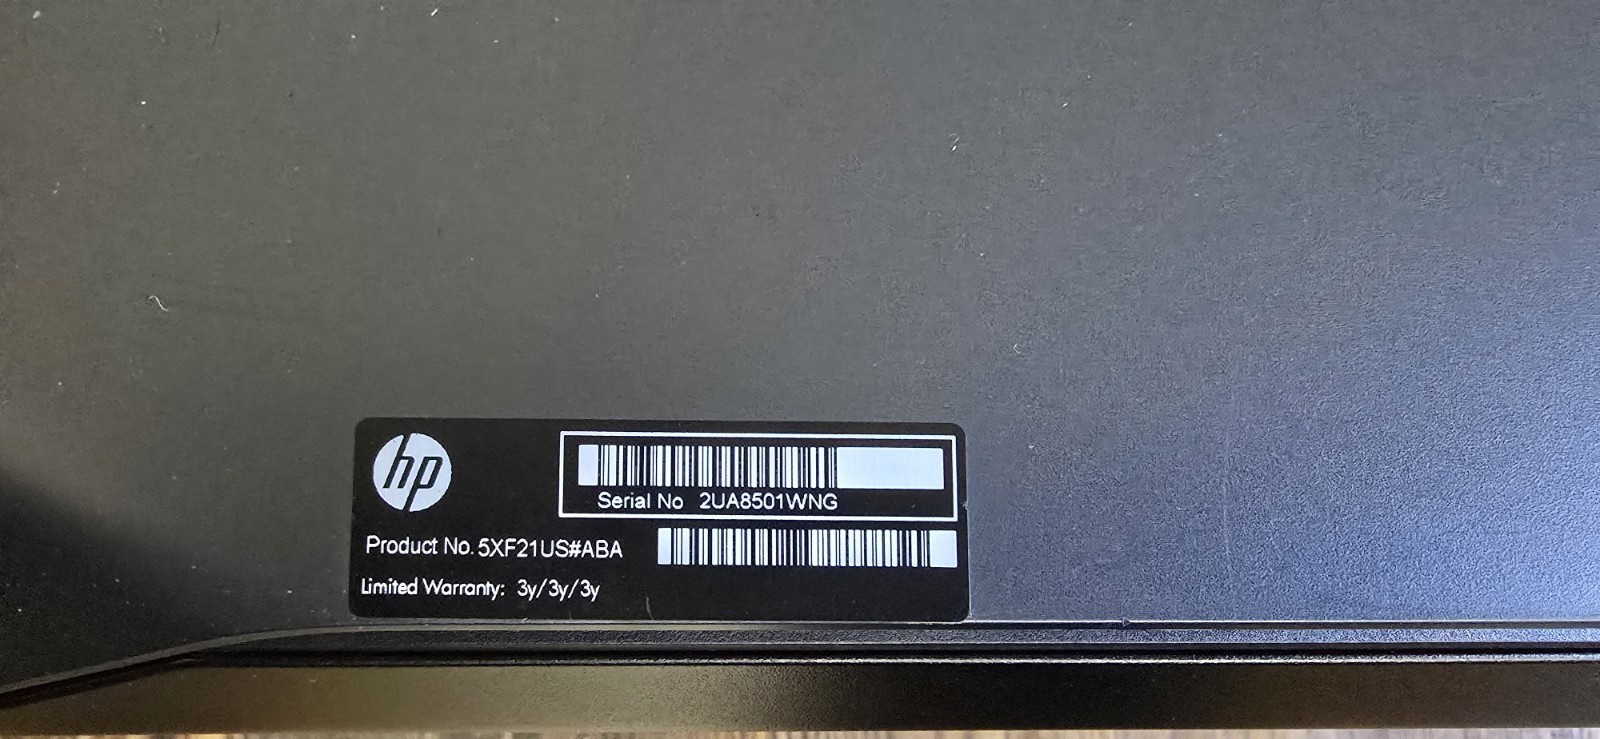 hp
Serial No 2UA8501WNG
Product No. 5XF21US#ABA
Limited Warranty: 3y/3y/3y